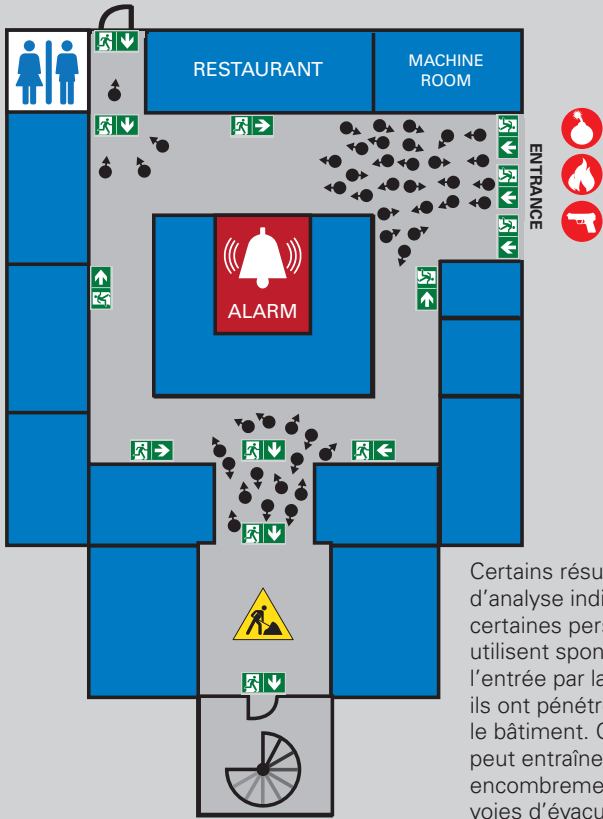 RESTAURANT
MACHINE
ROOM
ENTRANCE
ALARM
Certains résu
d'analyse indi
certaines pers
utilisent spon
l'entrée par la
ils ont pénétr
le bâtiment. C
peut entraîne
encombreme
voies d'évacu